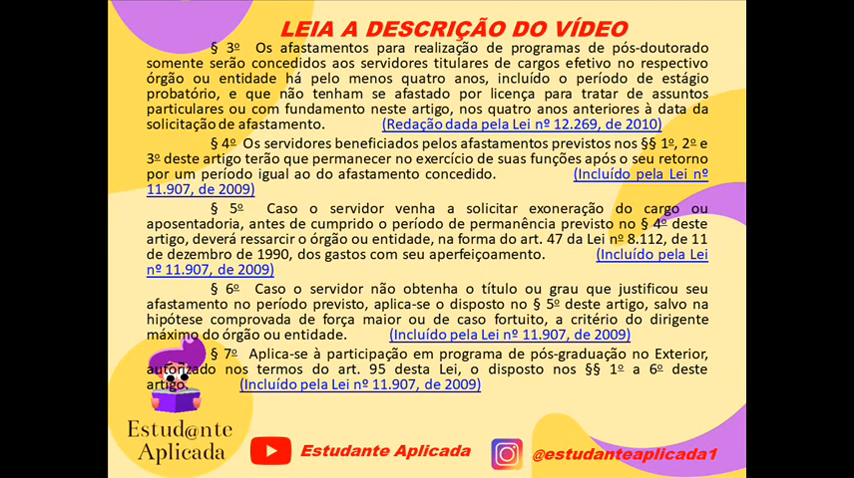 LEIA A DESCRIÇÃO DO VÍDEO
§ 3º Os afastamentos para realização de programas de pós-doutorado
somente serão concedidos aos servidores titulares de cargos efetivo no respectivo
órgão ou entidade há pelo menos quatro anos, incluído o período de estágio
probatório, e que não tenham se afastado por licença para tratar de assuntos
particulares ou com fundamento neste artigo, nos quatro anos anteriores à data da
solicitação de afastamento. (Redação dada pela Lei nº 12.269, de 2010)
§ 4º Os servidores beneficiados pelos afastamentos previstos nos §§ 1º, 2º e
3º deste artigo terão que permanecer no exercício de suas funções após o seu retorno
por um período igual ao do afastamento concedido. (Incluído pela Lei nº
11.907, de 2009)
§ 5º Caso o servidor venha a solicitar exoneração do cargo ou
aposentadoria, antes de cumprido o período de permanência previsto no § 4º deste
artigo, deverá ressarcir o órgão ou entidade, na forma do art. 47 da Lei nº 8.112, de 11
de dezembro de 1990, dos gastos com seu aperfeiçoamento. (Incluído pela Lei
nº 11.907, de 2009)
§ 6º Caso o servidor não obtenha o título ou grau que justificou seu
afastamento no período previsto, aplica-se o disposto no § 5º deste artigo, salvo na
hipótese comprovada de força maior ou de caso fortuito, a critério do dirigente
máximo do órgão ou entidade. (Incluído pela Lei nº 11.907, de 2009)
§ 7º Aplica-se à participação em programa de pós-graduação no Exterior,
autorizado nos termos do art. 95 desta Lei, o disposto nos §§ 1º a 6º deste
artigo. (Incluído pela Lei nº 11.907, de 2009)
Estud@nte
Aplicada
Estudante Aplicada
@estudanteaplicada1